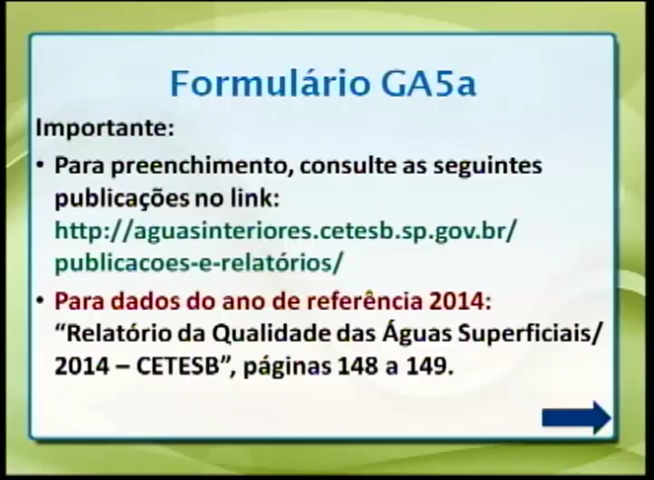 Formulário GA5a
Importante:
• Para preenchimento, consulte as seguintes
publicações no link:
http://aguasinteriores.cetesb.sp.gov.br/
publicacoes-e-relatórios/
• Para dados do ano de referência 2014:
“Relatório da Qualidade das Águas Superficiais/
2014 – CETESB”, páginas 148 a 149.